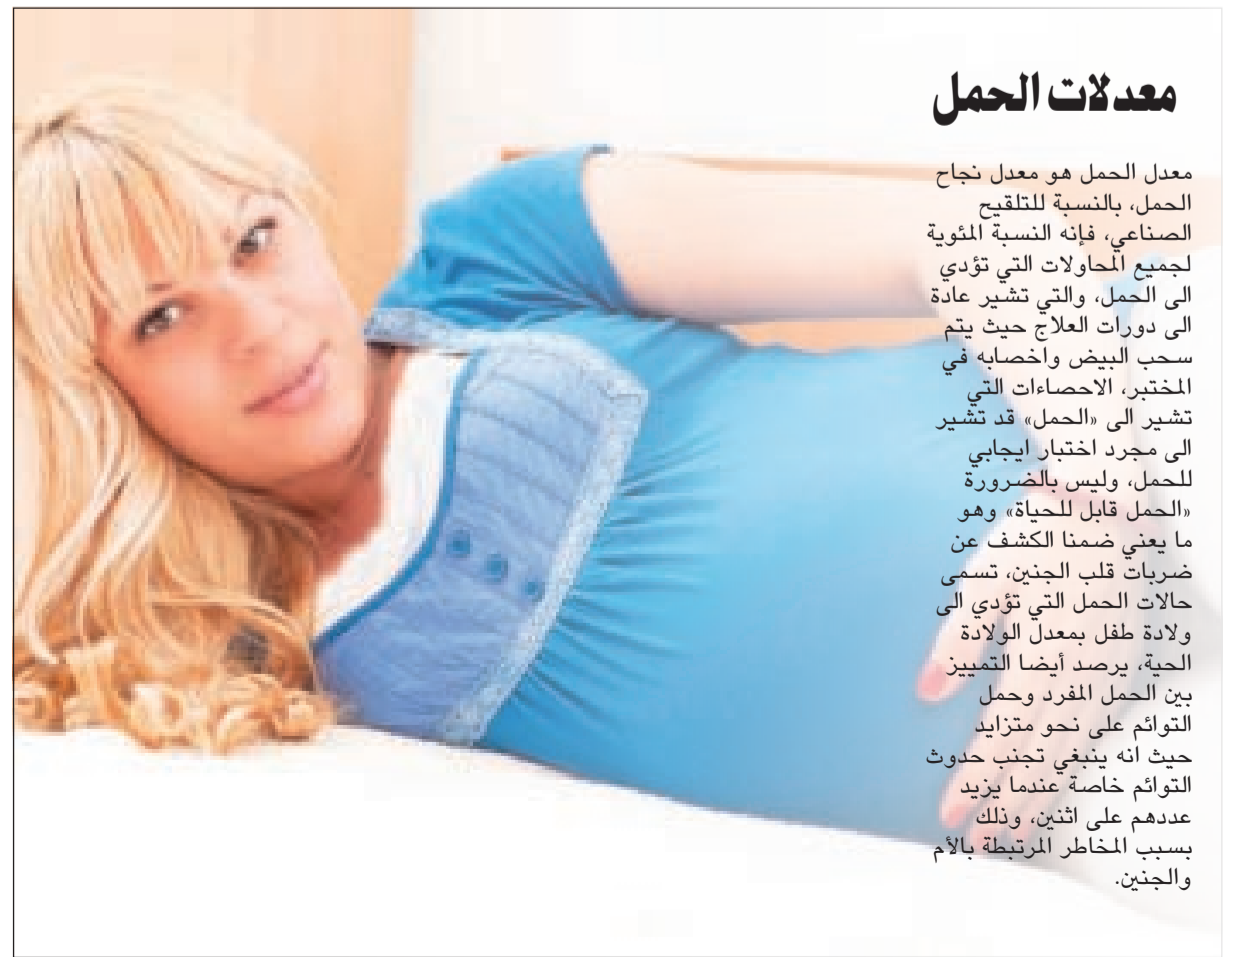 معدلات الحمل
معدل الحمل هو معدل نجاح
الحمل، بالنسبة للتلقيح
الصناعي، فإنه النسبة المئوية
لجميع المحاولات التي تؤدي
الى الحمل، والتي تشير عادة
الى دورات العلاج حيث يتم
سحب البيض واخصابه في
المختبر، الاحصاءات التي
تشير الى «الحمل» قد تشير
الى مجرد اختبار ايجابي
للحمل، وليس بالضرورة
«الحمل قابل للحياة» وهو
ما يعني ضمنا الكشف عن
ضربات قلب الجنين، تسمى
حالات الحمل التي تؤدي الى
ولادة طفل بمعدل الولادة
الحية، يرصد أيضا التمييز
بين الحمل المفرد وحمل
التوائم على نحو متزايد
حيث انه ينبغي تجنب حدوث
التوائم خاصة عندما يزيد
عددهم على اثنين، وذلك
بسبب المخاطر المرتبطة بالأم
والجنين.